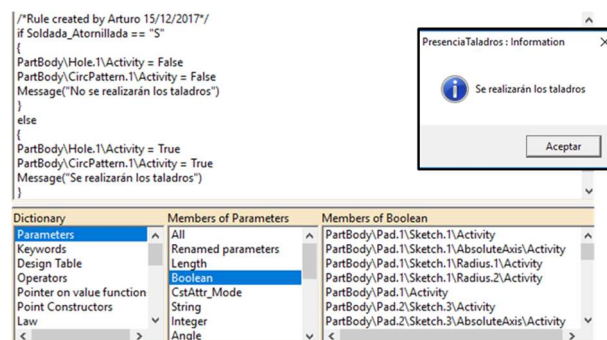 /*Rule created by Arturo 15/12/2017*/
if Soldada_Atornillada == "S"
{
PartBody\Hole.1\Activity = False
PartBody\CircPattern.1\Activity = False
Message("No se realizarán los taladros")
}
else
{
PartBody\Hole.1\Activity = True
PartBody\CircPattern.1\Activity = True
Message("Se realizarán los taladros")
}
PresenciaTaladros : Information
Se realizarán los taladros
Aceptar
Dictionary
Parameters
Keywords
Design Table
Operators
Pointer on value function
Point Constructors
Law
Members of Parameters
All
Renamed parameters
Length
Boolean
CstAttr_Mode
String
Integer
Angle
Members of Boolean
PartBody\Pad.1\Sketch.1\Activity
PartBody\Pad.1\Sketch.1\AbsoluteAxis\Activity
PartBody\Pad.1\Sketch.1\Radius.1\Activity
PartBody\Pad.1\Sketch.1\Radius.2\Activity
PartBody\Pad.1\Activity
PartBody\Pad.2\Sketch.3\Activity
PartBody\Pad.2\Sketch.3\AbsoluteAxis\Activity